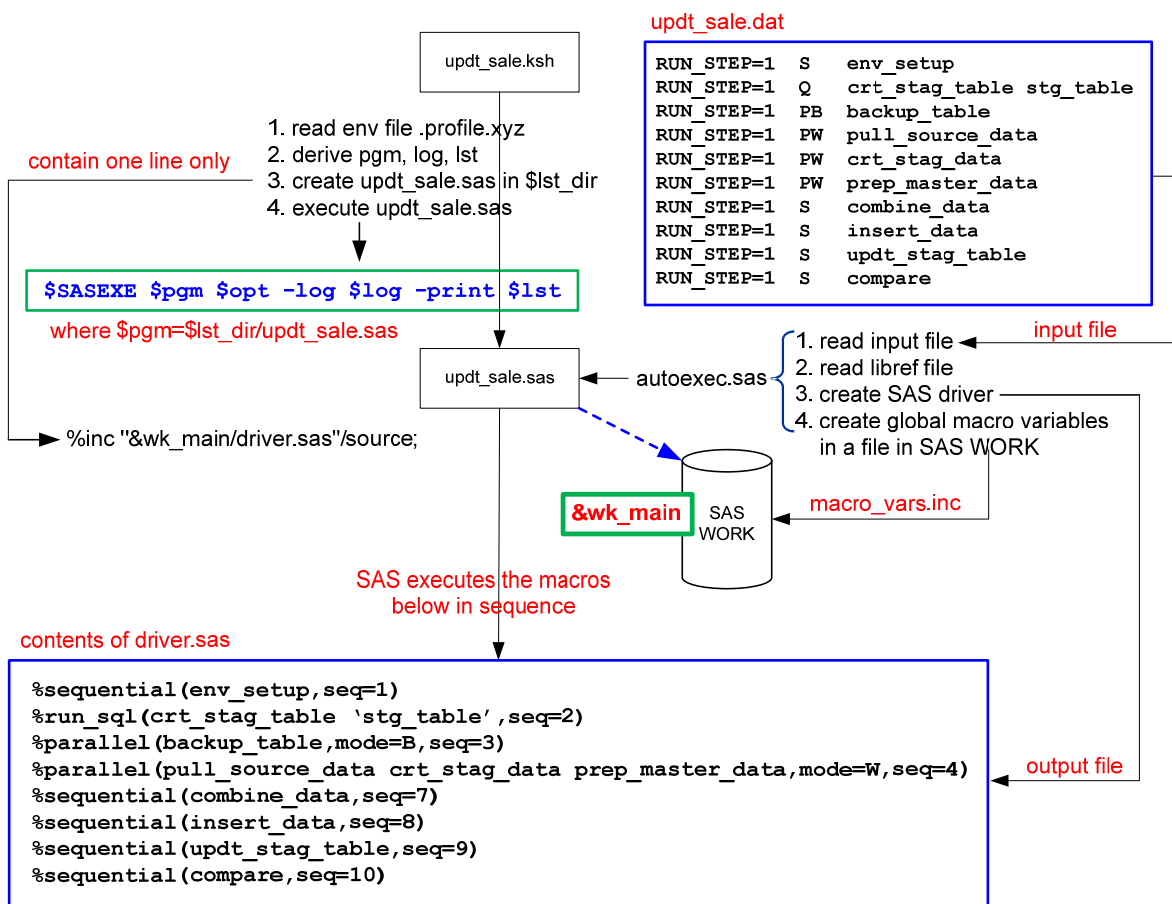 updt_sale.dat
updt_sale.ksh
RUN_STEP=1 S env_setup
RUN_STEP=1 Q crt_stag_table stg_table
RUN_STEP=1 PB backup_table
RUN_STEP=1 PW pull_source_data
RUN_STEP=1 PW crt_stag_data
RUN_STEP=1 PW prep_master_data
RUN_STEP=1 S combine_data
RUN_STEP=1 S insert_data
RUN_STEP=1 S updt_stag_table
RUN_STEP=1 S compare
contain one line only
1. read env file .profile.xyz
2. derive pgm, log, lst
3. create updt_sale.sas in $lst_dir
4. execute updt_sale.sas
$SASEXE $pgm $opt –log $log –print $lst
where $pgm=$lst_dir/updt_sale.sas
updt_sale.sas
autoexec.sas
1. read input file
2. read libref file
3. create SAS driver
4. create global macro variables
in a file in SAS WORK
input file
%inc "&wk_main/driver.sas"/source;
&wk_main
SAS
WORK
macro_vars.inc
SAS executes the macros
below in sequence
contents of driver.sas
%sequential(env_setup,seq=1)
%run_sql(crt_stag_table ‘stg_table’,seq=2)
%parallel(backup_table,mode=B,seq=3)
%parallel(pull_source_data crt_stag_data prep_master_data,mode=W,seq=4)
%sequential(combine_data,seq=7)
%sequential(insert_data,seq=8)
%sequential(updt_stag_table,seq=9)
%sequential(compare,seq=10)
output file